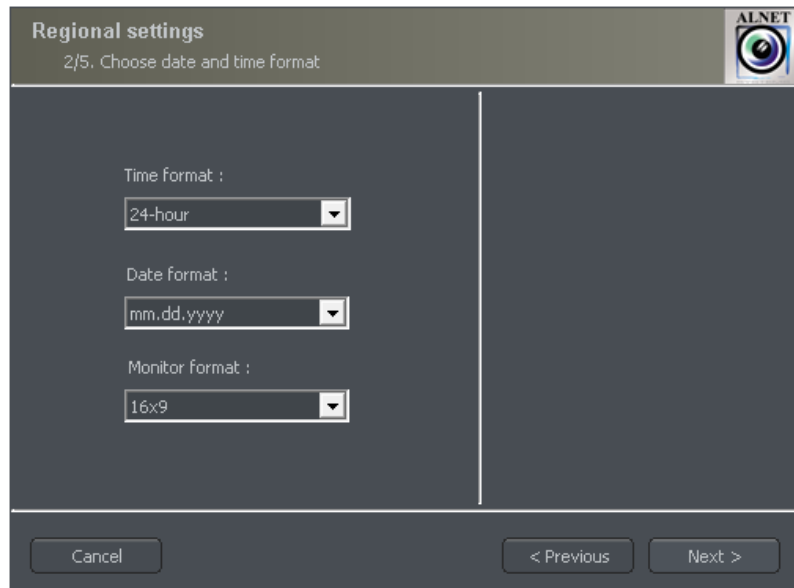 Regional settings
2/5. Choose date and time format
ALNET
Time format :
24-hour
Date format :
mm.dd.yyyy
Monitor format :
16x9
Cancel
< Previous
Next >